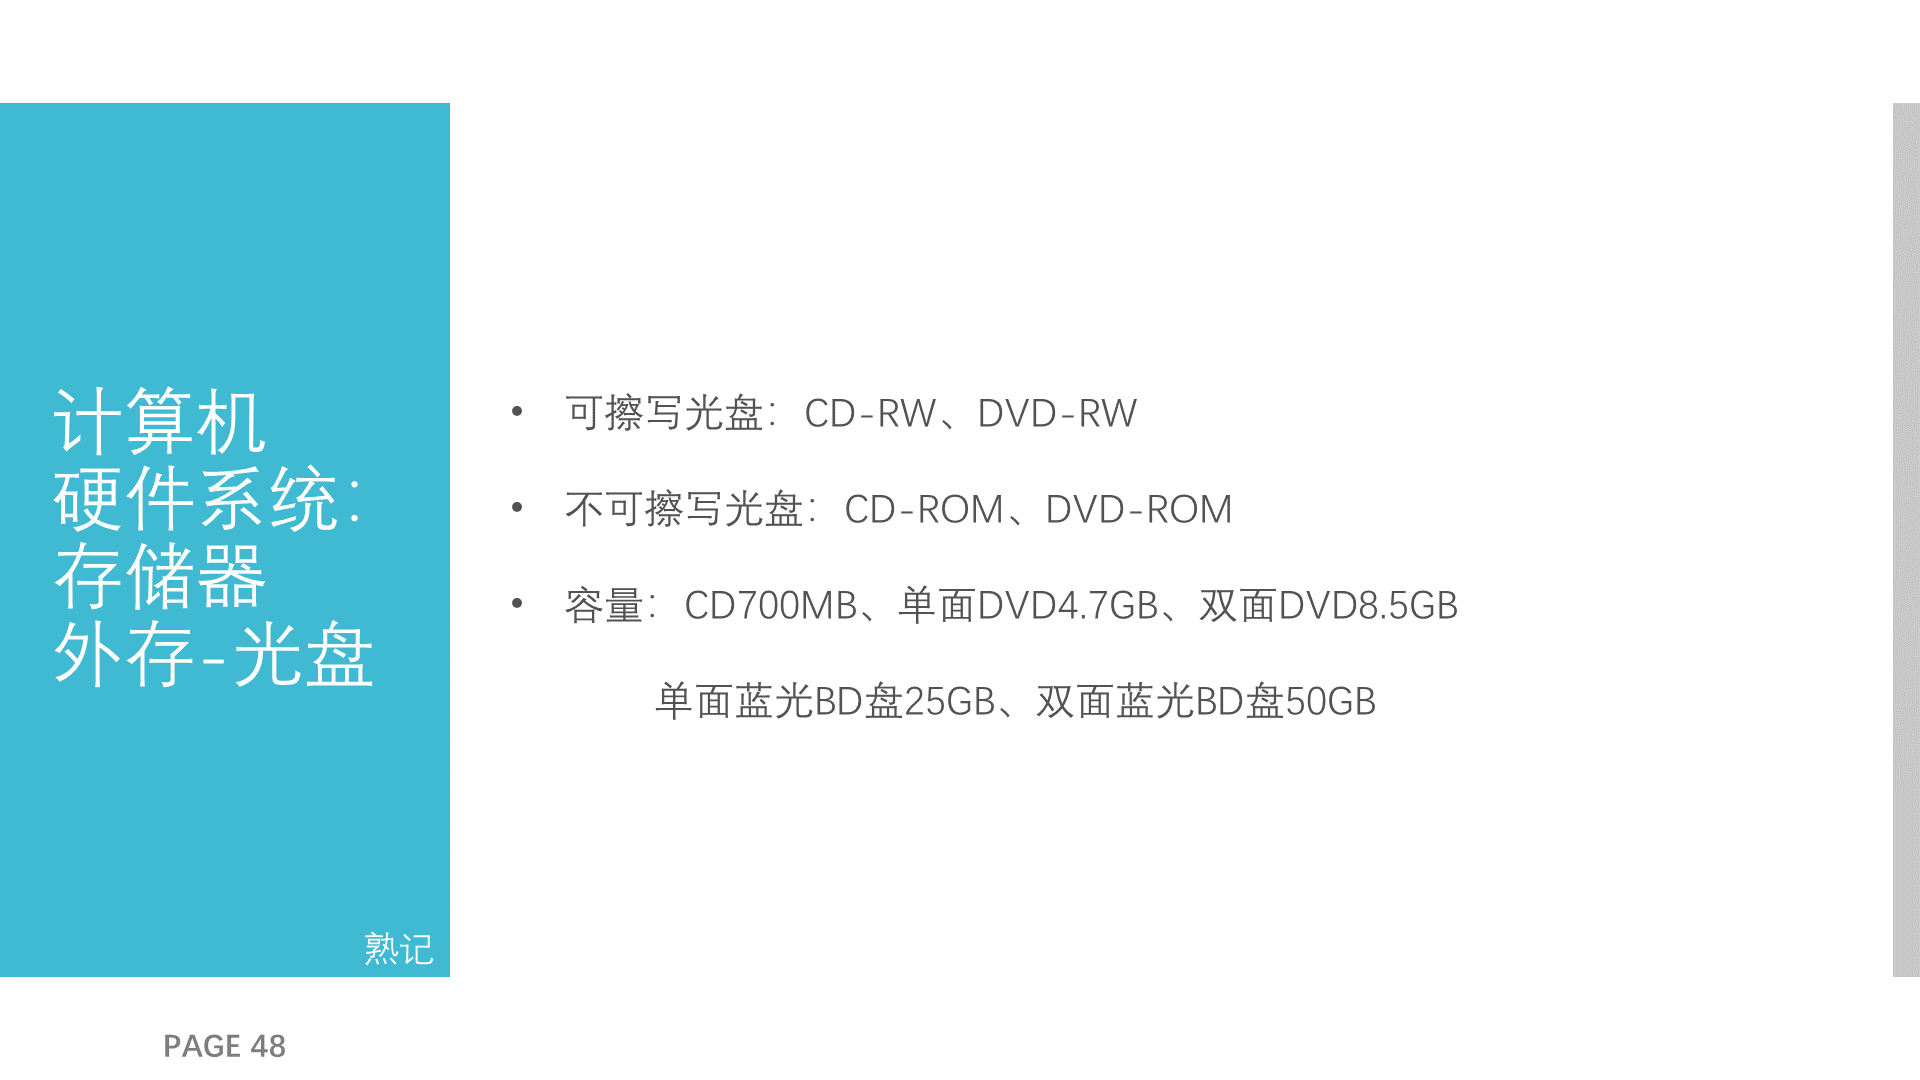 计算机
硬件系统：
存储器
外存-光盘
熟记
• 可擦写光盘：CD-RW、DVD-RW
• 不可擦写光盘：CD-ROM、DVD-ROM
• 容量：CD700MB、单面DVD4.7GB、双面DVD8.5GB
单面蓝光BD盘25GB、双面蓝光BD盘50GB
PAGE 48